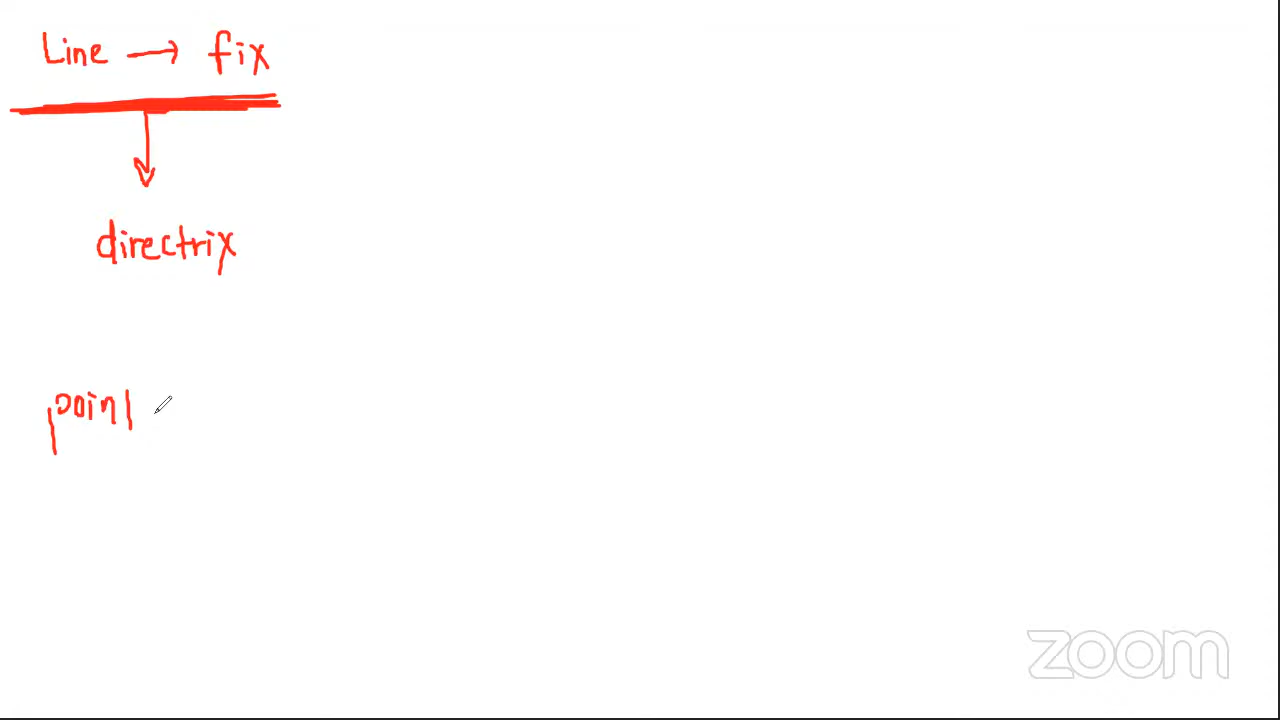 Line → fix
directrix
point
zoom